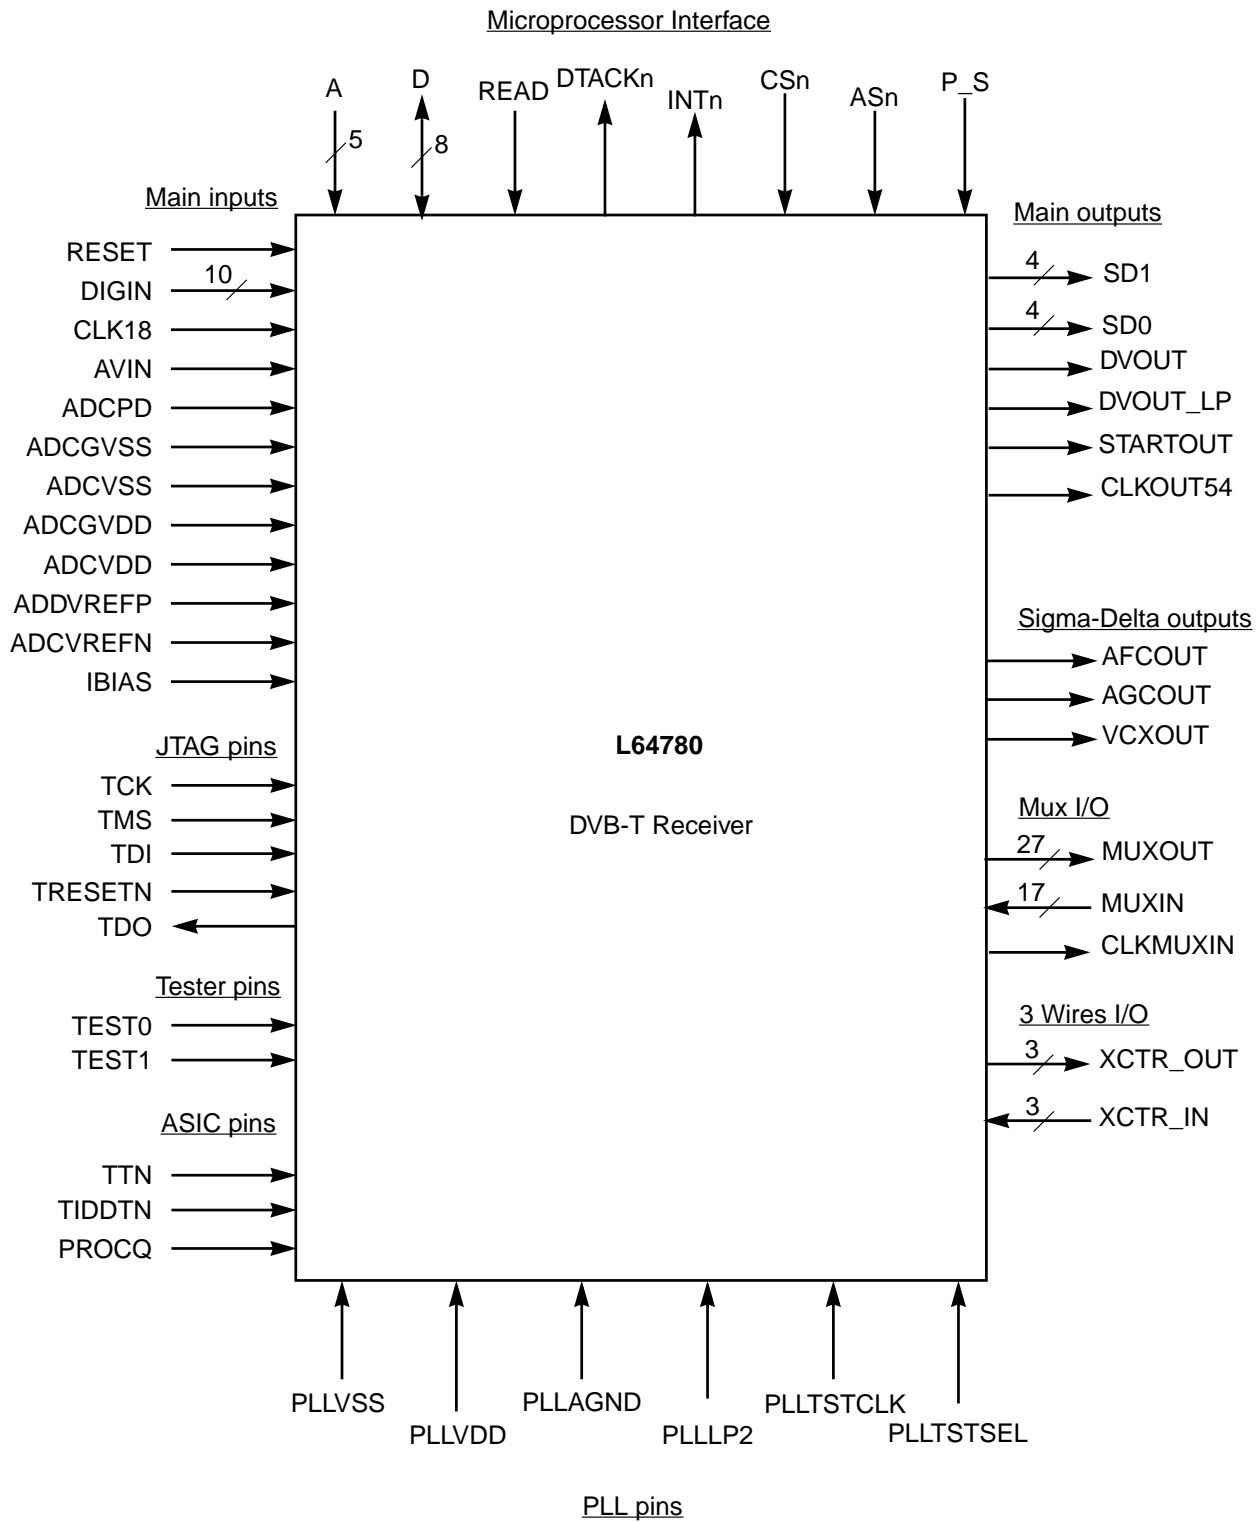 Microprocessor Interface
A
D
READ
DTACKn
INTn
CSn
ASn
P_S
5
8
Main inputs
RESET
DIGIN
10
CLK18
AVIN
ADCPD
ADCGVSS
ADCVSS
ADCGVDD
ADCVDD
ADDVREFP
ADCVREFN
IBIAS
JTAG pins
TCK
TMS
TDI
TRESETN
TDO
Tester pins
TEST0
TEST1
ASIC pins
TTN
TIDDTN
PROCQ
L64780
DVB-T Receiver
Main outputs
4
SD1
4
SD0
DVOUT
DVOUT_LP
STARTOUT
CLKOUT54
Sigma-Delta outputs
AFCOUT
AGCOUT
VCXOUT
Mux I/O
27
MUXOUT
17
MUXIN
CLKMUXIN
3 Wires I/O
3
XCTR_OUT
3
XCTR_IN
PLLVSS
PLLVDD
PLLAGND
PLLLP2
PLLTSTCLK
PLLTSTSEL
PLL pins